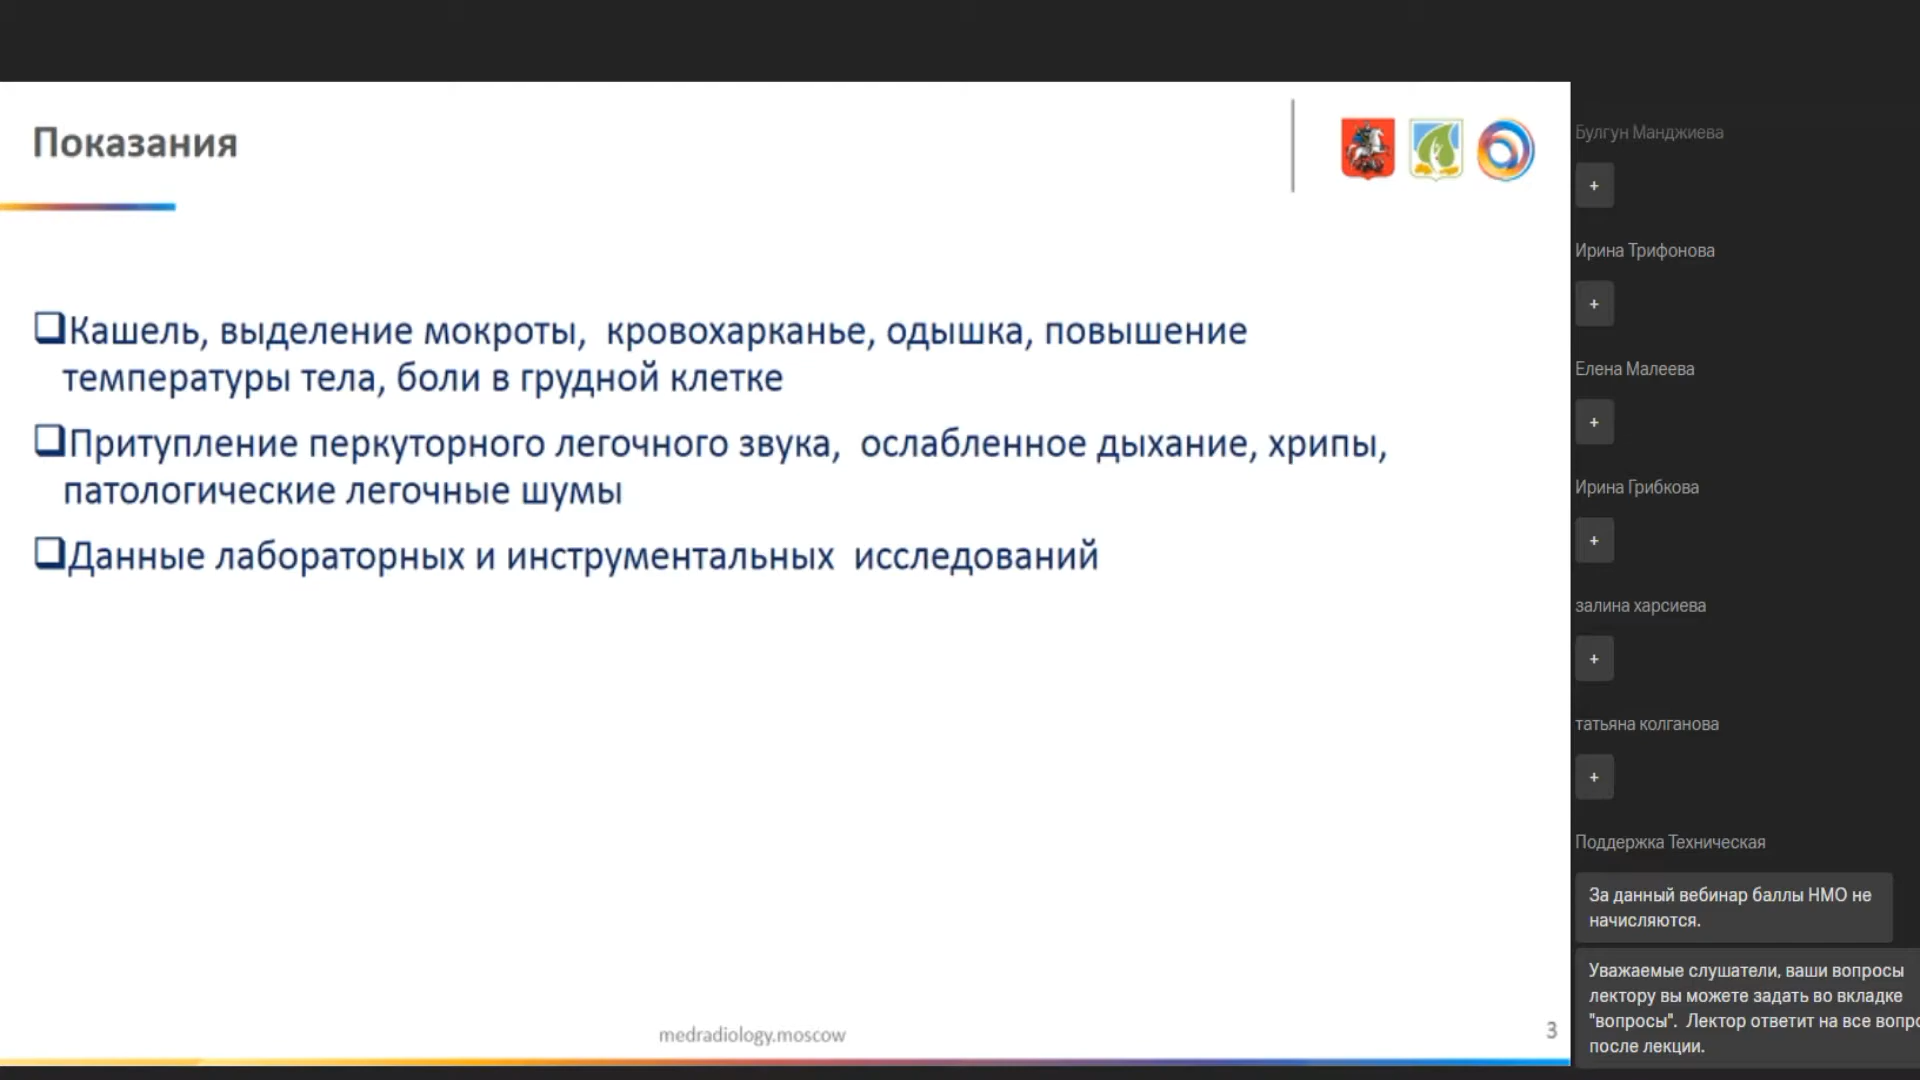 Показания
❑Кашель, выделение мокроты, кровохарканье, одышка, повышение
температуры тела, боли в грудной клетке
❑Притупление перкуторного легочного звука, ослабленное дыхание, хрипы,
патологические легочные шумы
❑Данные лабораторных и инструментальных исследований
medradiology.moscow
3
Булгун Манджиева
+
Ирина Трифонова
+
Елена Малеева
+
Ирина Грибкова
+
залина харсиева
+
татьяна колганова
+
Поддержка Техническая
За данный вебинар баллы НМО не
начисляются.
Уважаемые слушатели, ваши вопросы
лектору вы можете задать во вкладке
"вопросы". Лектор ответит на все
после лекции.